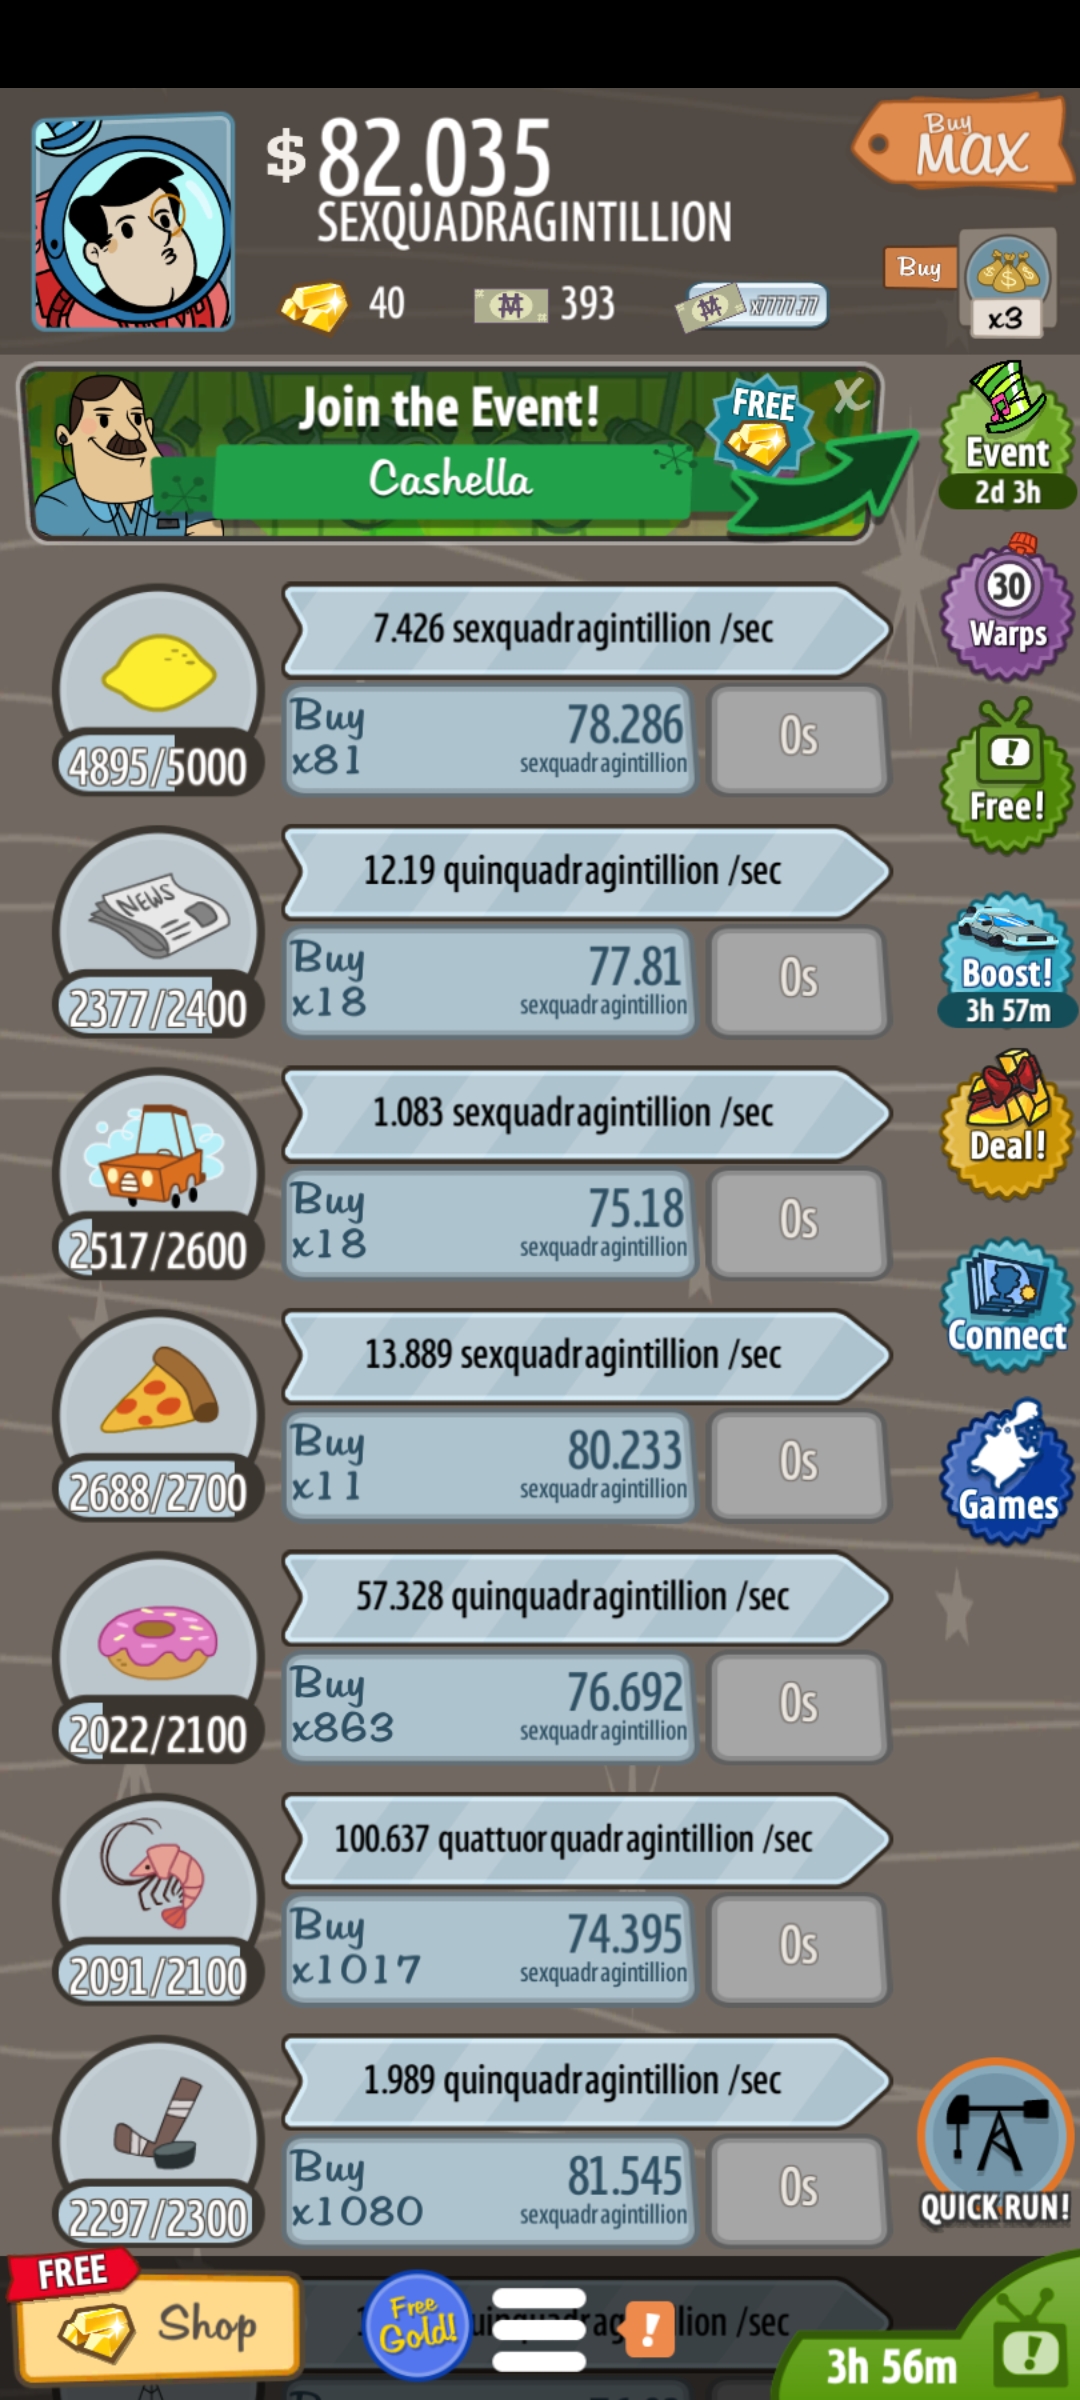 $ 82.035
SEXQUADRAGINTILLION
Buy
MAX
40
393
x7777.77
Buy
x3
Join the Event!
Cashella
FREE
X
Event
2d 3h
30
Warps
Free!
Boost!
3h 57m
Deal!
Connect
Games
7.426 sexquadragintillion /sec
4895/5000
Buy
x81
78.286
sexquadragintillion
0s
NEWS
12.19 quinquadragintillion /sec
2377/2400
Buy
x18
77.81
sexquadragintillion
0s
1.083 sexquadragintillion /sec
2517/2600
Buy
x18
75.18
sexquadragintillion
0s
13.889 sexquadragintillion /sec
2688/2700
Buy
x11
80.233
sexquadragintillion
0s
57.328 quinquadragintillion /sec
2022/2100
Buy
x863
76.692
sexquadragintillion
0s
100.637 quattuorquadragintillion /sec
2091/2100
Buy
x1017
74.395
sexquadragintillion
0s
1.989 quinquadragintillion /sec
2297/2300
Buy
x1080
81.545
sexquadragintillion
0s
QUICK RUN!
FREE
Shop
Free
Gold!
!
/sec
3h 56m